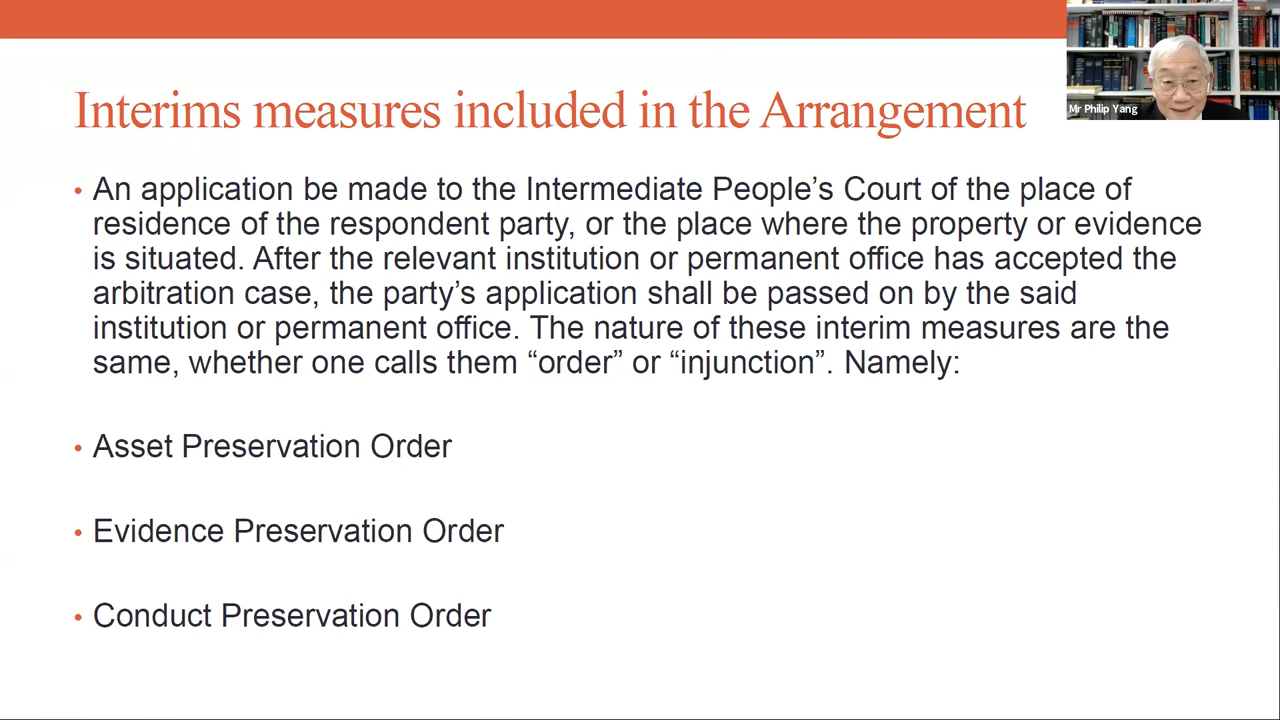 Interims measures included in the Arrangement
Mr Philip Yang
• An application be made to the Intermediate People’s Court of the place of
residence of the respondent party, or the place where the property or evidence
is situated. After the relevant institution or permanent office has accepted the
arbitration case, the party’s application shall be passed on by the said
institution or permanent office. The nature of these interim measures are the
same, whether one calls them “order” or “injunction”. Namely:
• Asset Preservation Order
• Evidence Preservation Order
• Conduct Preservation Order